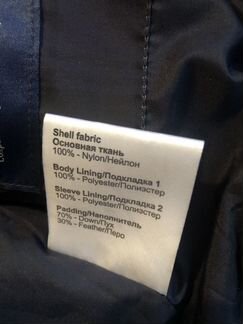 Shell fabric
Основная ткань
100% - Nylon/Нейлон
Body Lining/Подкладка 1
100% - Polyester/Полиэстер
Sleeve Lining/Подкладка 2
100% - Polyester/Полиэстер
Padding/Наполнитель
70% - Down/Пух
30% - Feather/Перо